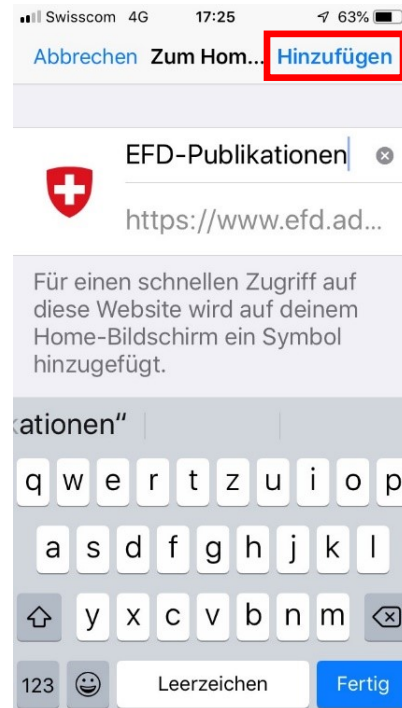 Swisscom 4G 17:25 63%
Abbrechen Zum Hom... Hinzufügen
EFD-Publikationen
https://www.efd.ad...
Für einen schnellen Zugriff auf
diese Website wird auf deinem
Home-Bildschirm ein Symbol
hinzugefügt.
ationen“
q w e r t z u i o p
a s d f g h j k l
y x c v b n m
123 Leerzeichen Fertig